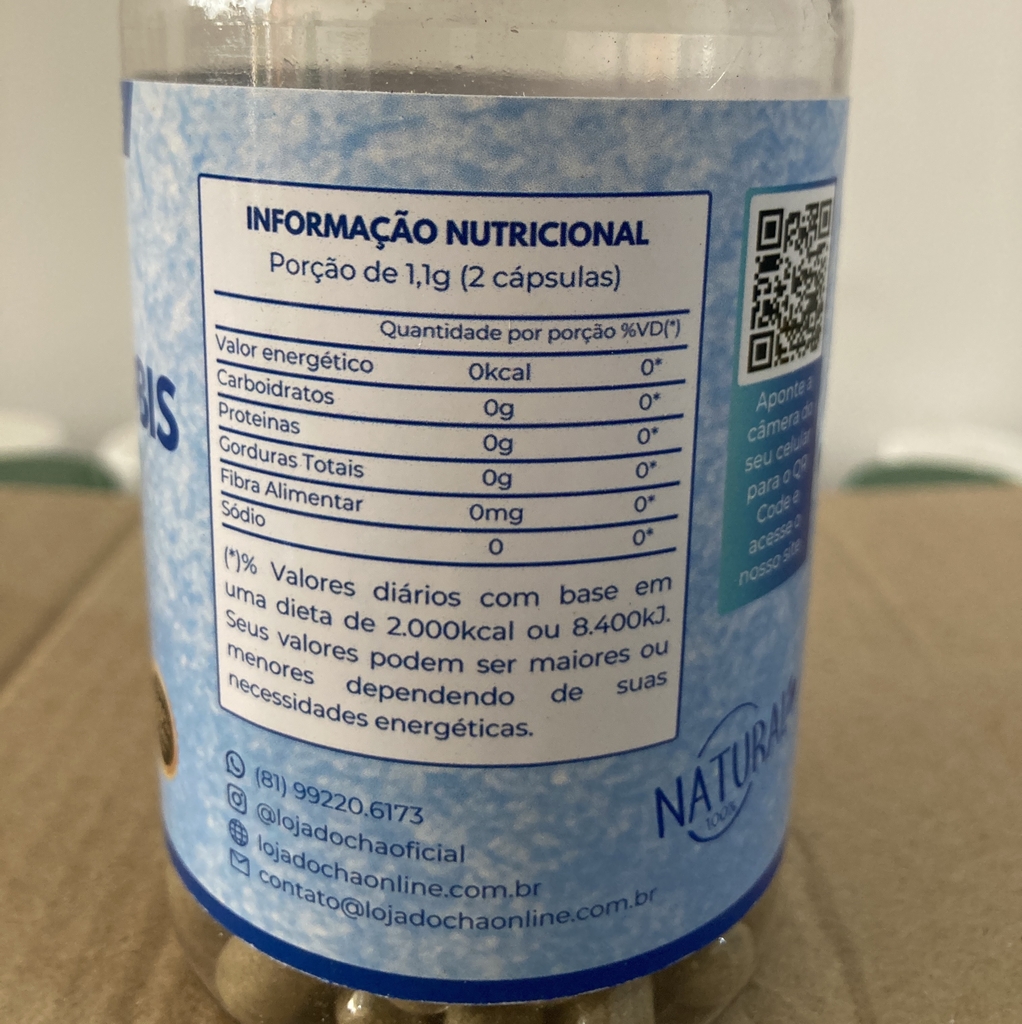 BIS
INFORMAÇÃO NUTRICIONAL
Porção de 1,1g (2 cápsulas)
Quantidade por porção %VD(*)
Valor energético 0kcal 0*
Carboidratos 0g 0*
Proteinas 0g 0*
Gorduras Totais 0g 0*
Fibra Alimentar 0mg 0*
Sódio 0 0*
(*)% Valores diários com base em
uma dieta de 2.000kcal ou 8.400kJ.
Seus valores podem ser maiores ou
menores dependendo de suas
necessidades energéticas.
(81) 99220.6173
@lojadochaoficial
lojadochaonline.com.br
contato@lojadochaonline.com.br
Aponte a
câmera do
seu celular
para o QR
Code e
acesse o
nosso site
100%